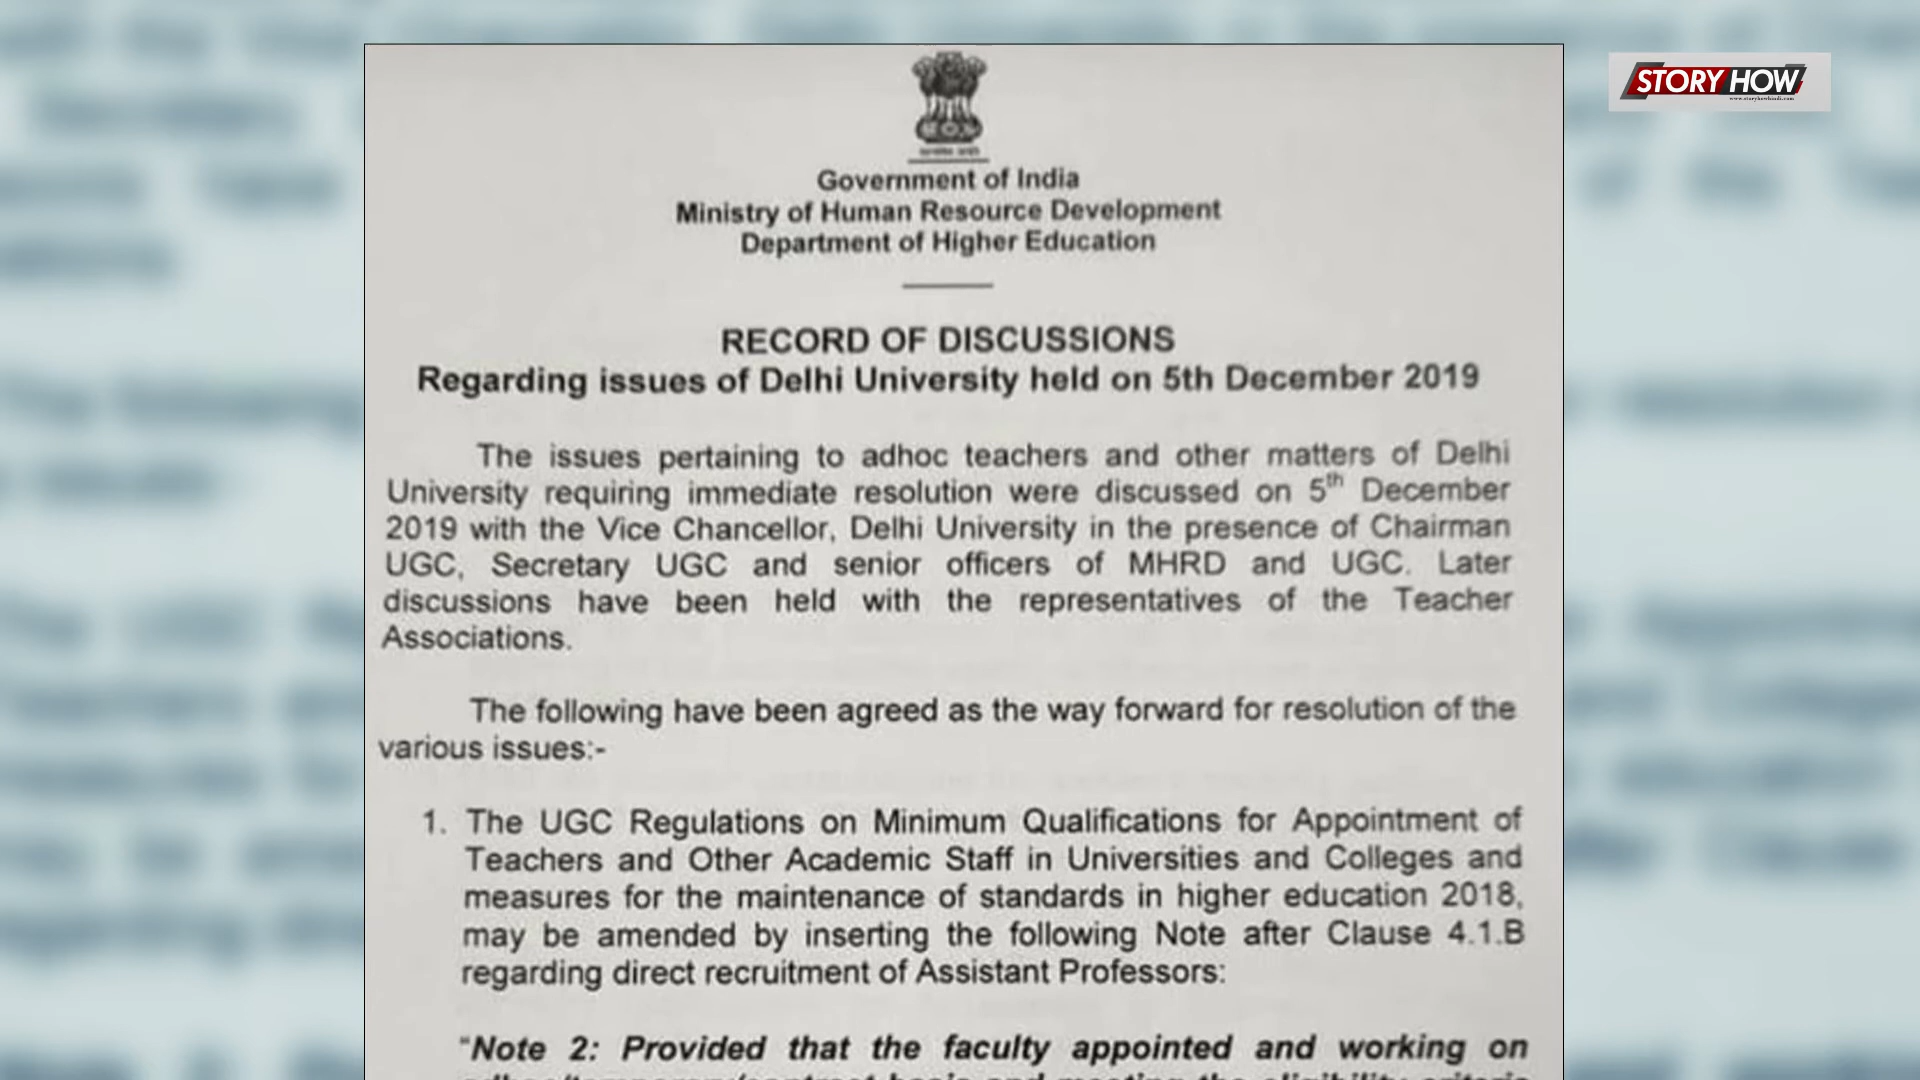 STORY HOW
www.storyhowhindi.com
Government of India
Ministry of Human Resource Development
Department of Higher Education
RECORD OF DISCUSSIONS
Regarding issues of Delhi University held on 5th December 2019
The issues pertaining to adhoc teachers and other matters of Delhi
University requiring immediate resolution were discussed on 5th December
2019 with the Vice Chancellor, Delhi University in the presence of Chairman
UGC, Secretary UGC and senior officers of MHRD and UGC. Later
discussions have been held with the representatives of the Teacher
Associations.
The following have been agreed as the way forward for resolution of the
various issues:-
1. The UGC Regulations on Minimum Qualifications for Appointment of
Teachers and Other Academic Staff in Universities and Colleges and
measures for the maintenance of standards in higher education 2018,
may be amended by inserting the following Note after Clause 4.1.B
regarding direct recruitment of Assistant Professors:
"Note 2: Provided that the faculty appointed and working on